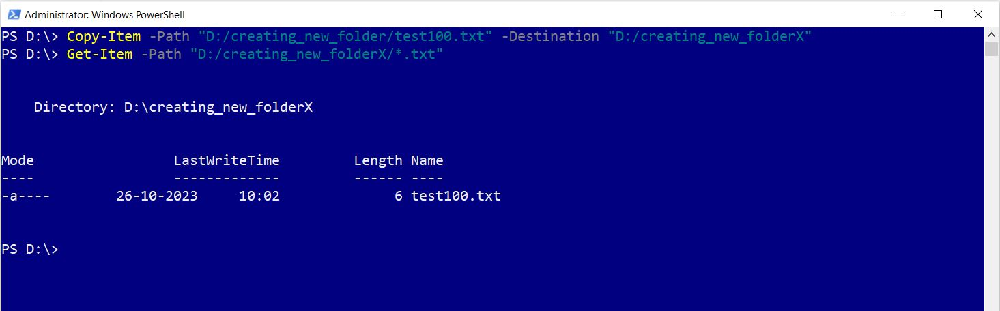 Administrator: Windows PowerShell
PS D:\> Copy-Item -Path "D:/creating_new_folder/test100.txt" -Destination "D:/creating_new_folderX"
PS D:\> Get-Item -Path "D:/creating_new_folderX/*.txt"
Directory: D:\creating_new_folderX
Mode LastWriteTime Length Name
---- ------------- ------ ----
-a---- 26-10-2023 10:02 6 test100.txt
PS D:\>